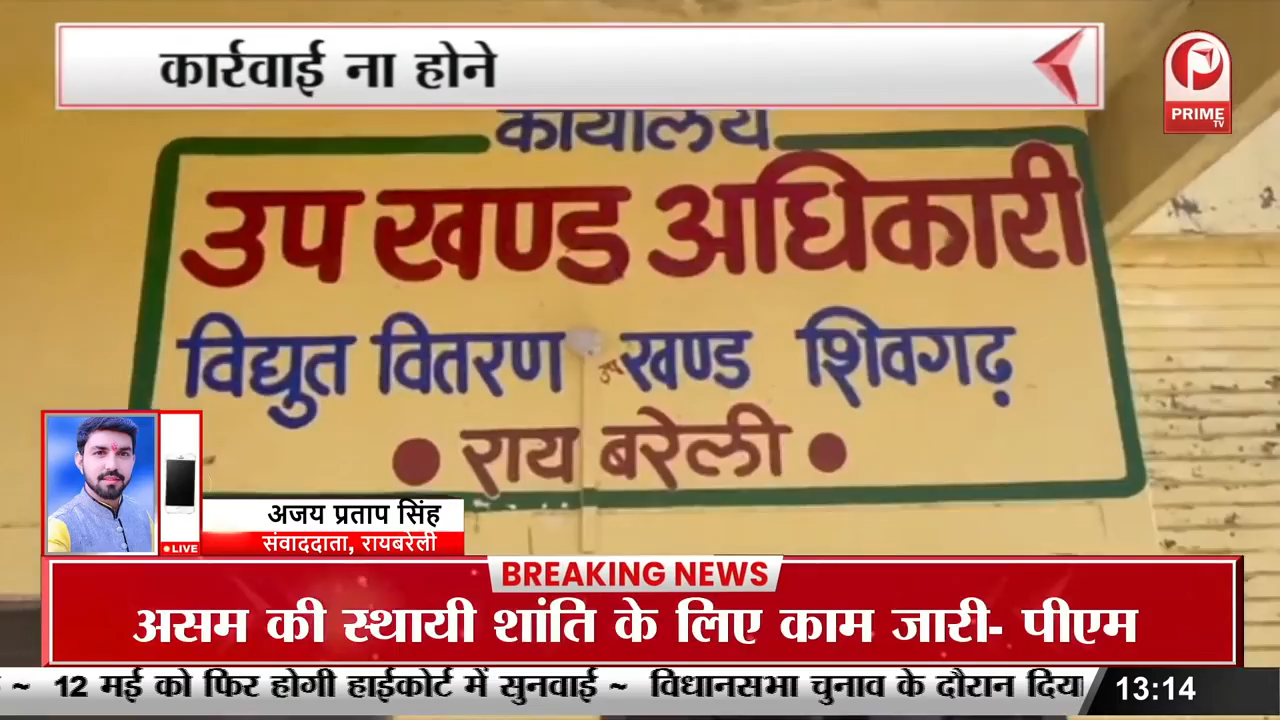 कार्रवाई ना होने
PRIME
TV
कार्यालय
उप खण्ड अधिकारी
विद्युत वितरण उप खण्ड शिवगढ़
• राय बरेली •
अजय प्रताप सिंह
LIVE
संवाददाता, रायबरेली
BREAKING NEWS
असम की स्थायी शांति के लिए काम जारी- पीएम
~ 12 मई को फिर होगी हाईकोर्ट में सुनवाई ~ विधानसभा चुनाव के दौरान दिया
13:14